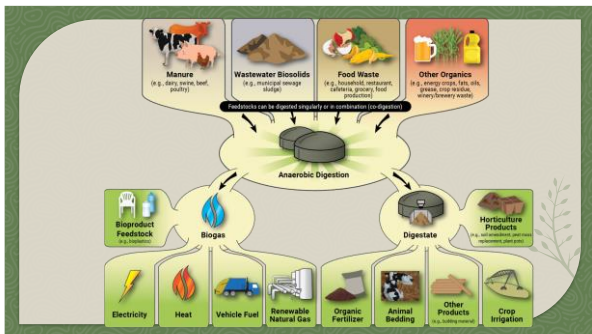 Manure
(e.g., dairy, swine, beef,
poultry)
Wastewater Biosolids
(e.g., municipal sewage
sludge)
Food Waste
(e.g., household, restaurant,
cafeteria, grocery, food
production)
Other Organics
(e.g., energy crops, fats, oils,
grease, crop residue,
winery/brewery waste)
Feedstocks can be digested singularly or in combination (co-digestion)
Anaerobic Digestion
Bioproduct
Feedstock
(e.g., bioplastics)
Biogas
Digestate
Horticulture
Products
(e.g., soil amendment, peat moss
replacement, plant pots)
Electricity
Heat
Vehicle Fuel
Renewable
Natural Gas
Organic
Fertilizer
Animal
Bedding
Other
Products
(e.g., building material)
Crop
Irrigation